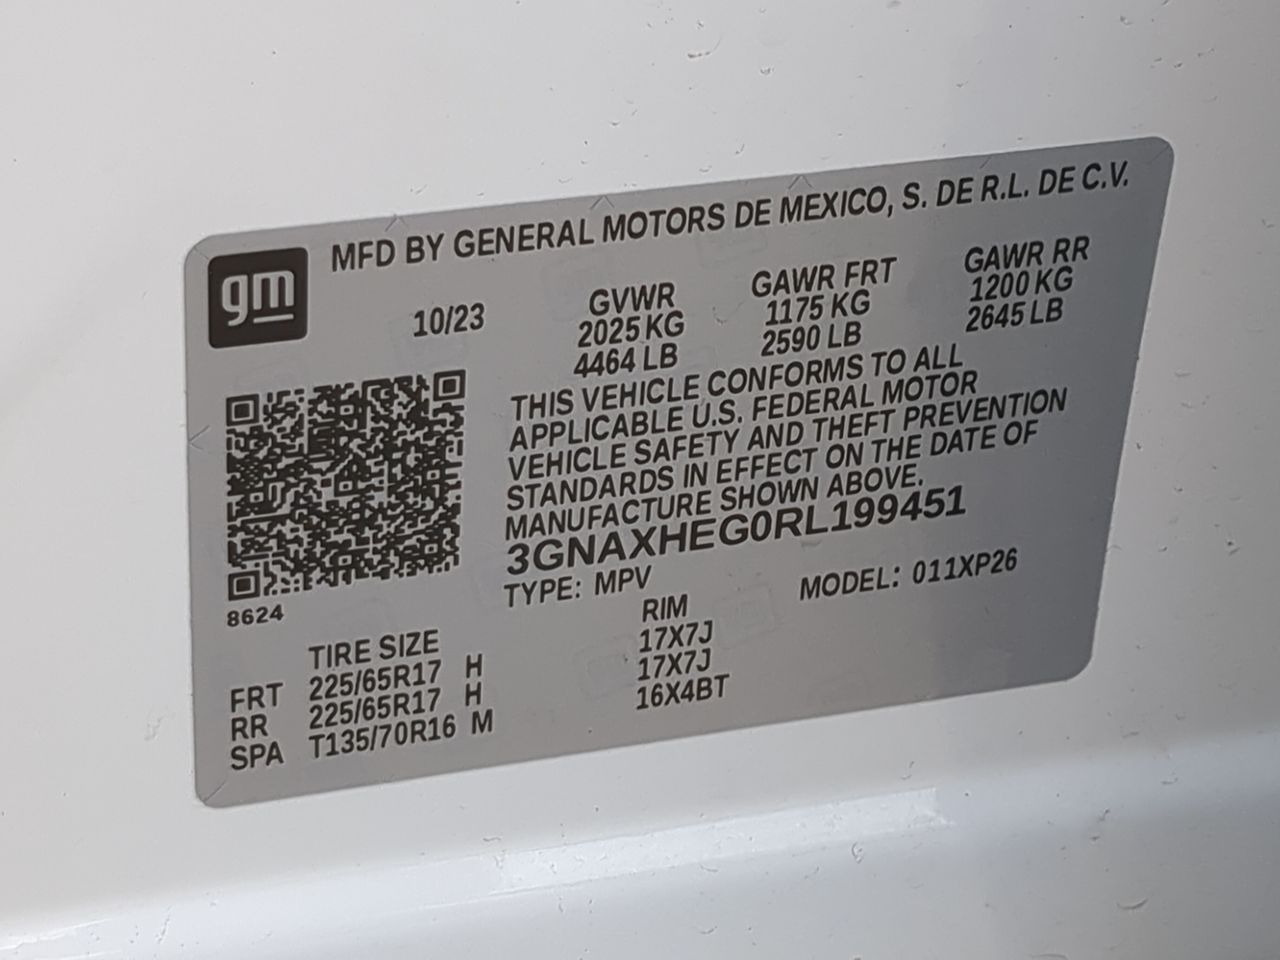 gm
MFD BY GENERAL MOTORS DE MEXICO, S. DE R.L. DE C.V.
10/23 GVWR GAWR FRT GAWR RR
2025 KG 1175 KG 1200 KG
4464 LB 2590 LB 2645 LB
THIS VEHICLE CONFORMS TO ALL
APPLICABLE U.S. FEDERAL MOTOR
VEHICLE SAFETY AND THEFT PREVENTION
STANDARDS IN EFFECT ON THE DATE OF
MANUFACTURE SHOWN ABOVE.
3GNAXHEG0RL199451
TYPE: MPV MODEL: 011XP26
8624
TIRE SIZE RIM
FRT 225/65R17 H 17X7J
RR 225/65R17 H 17X7J
SPA T135/70R16 M 16X4BT